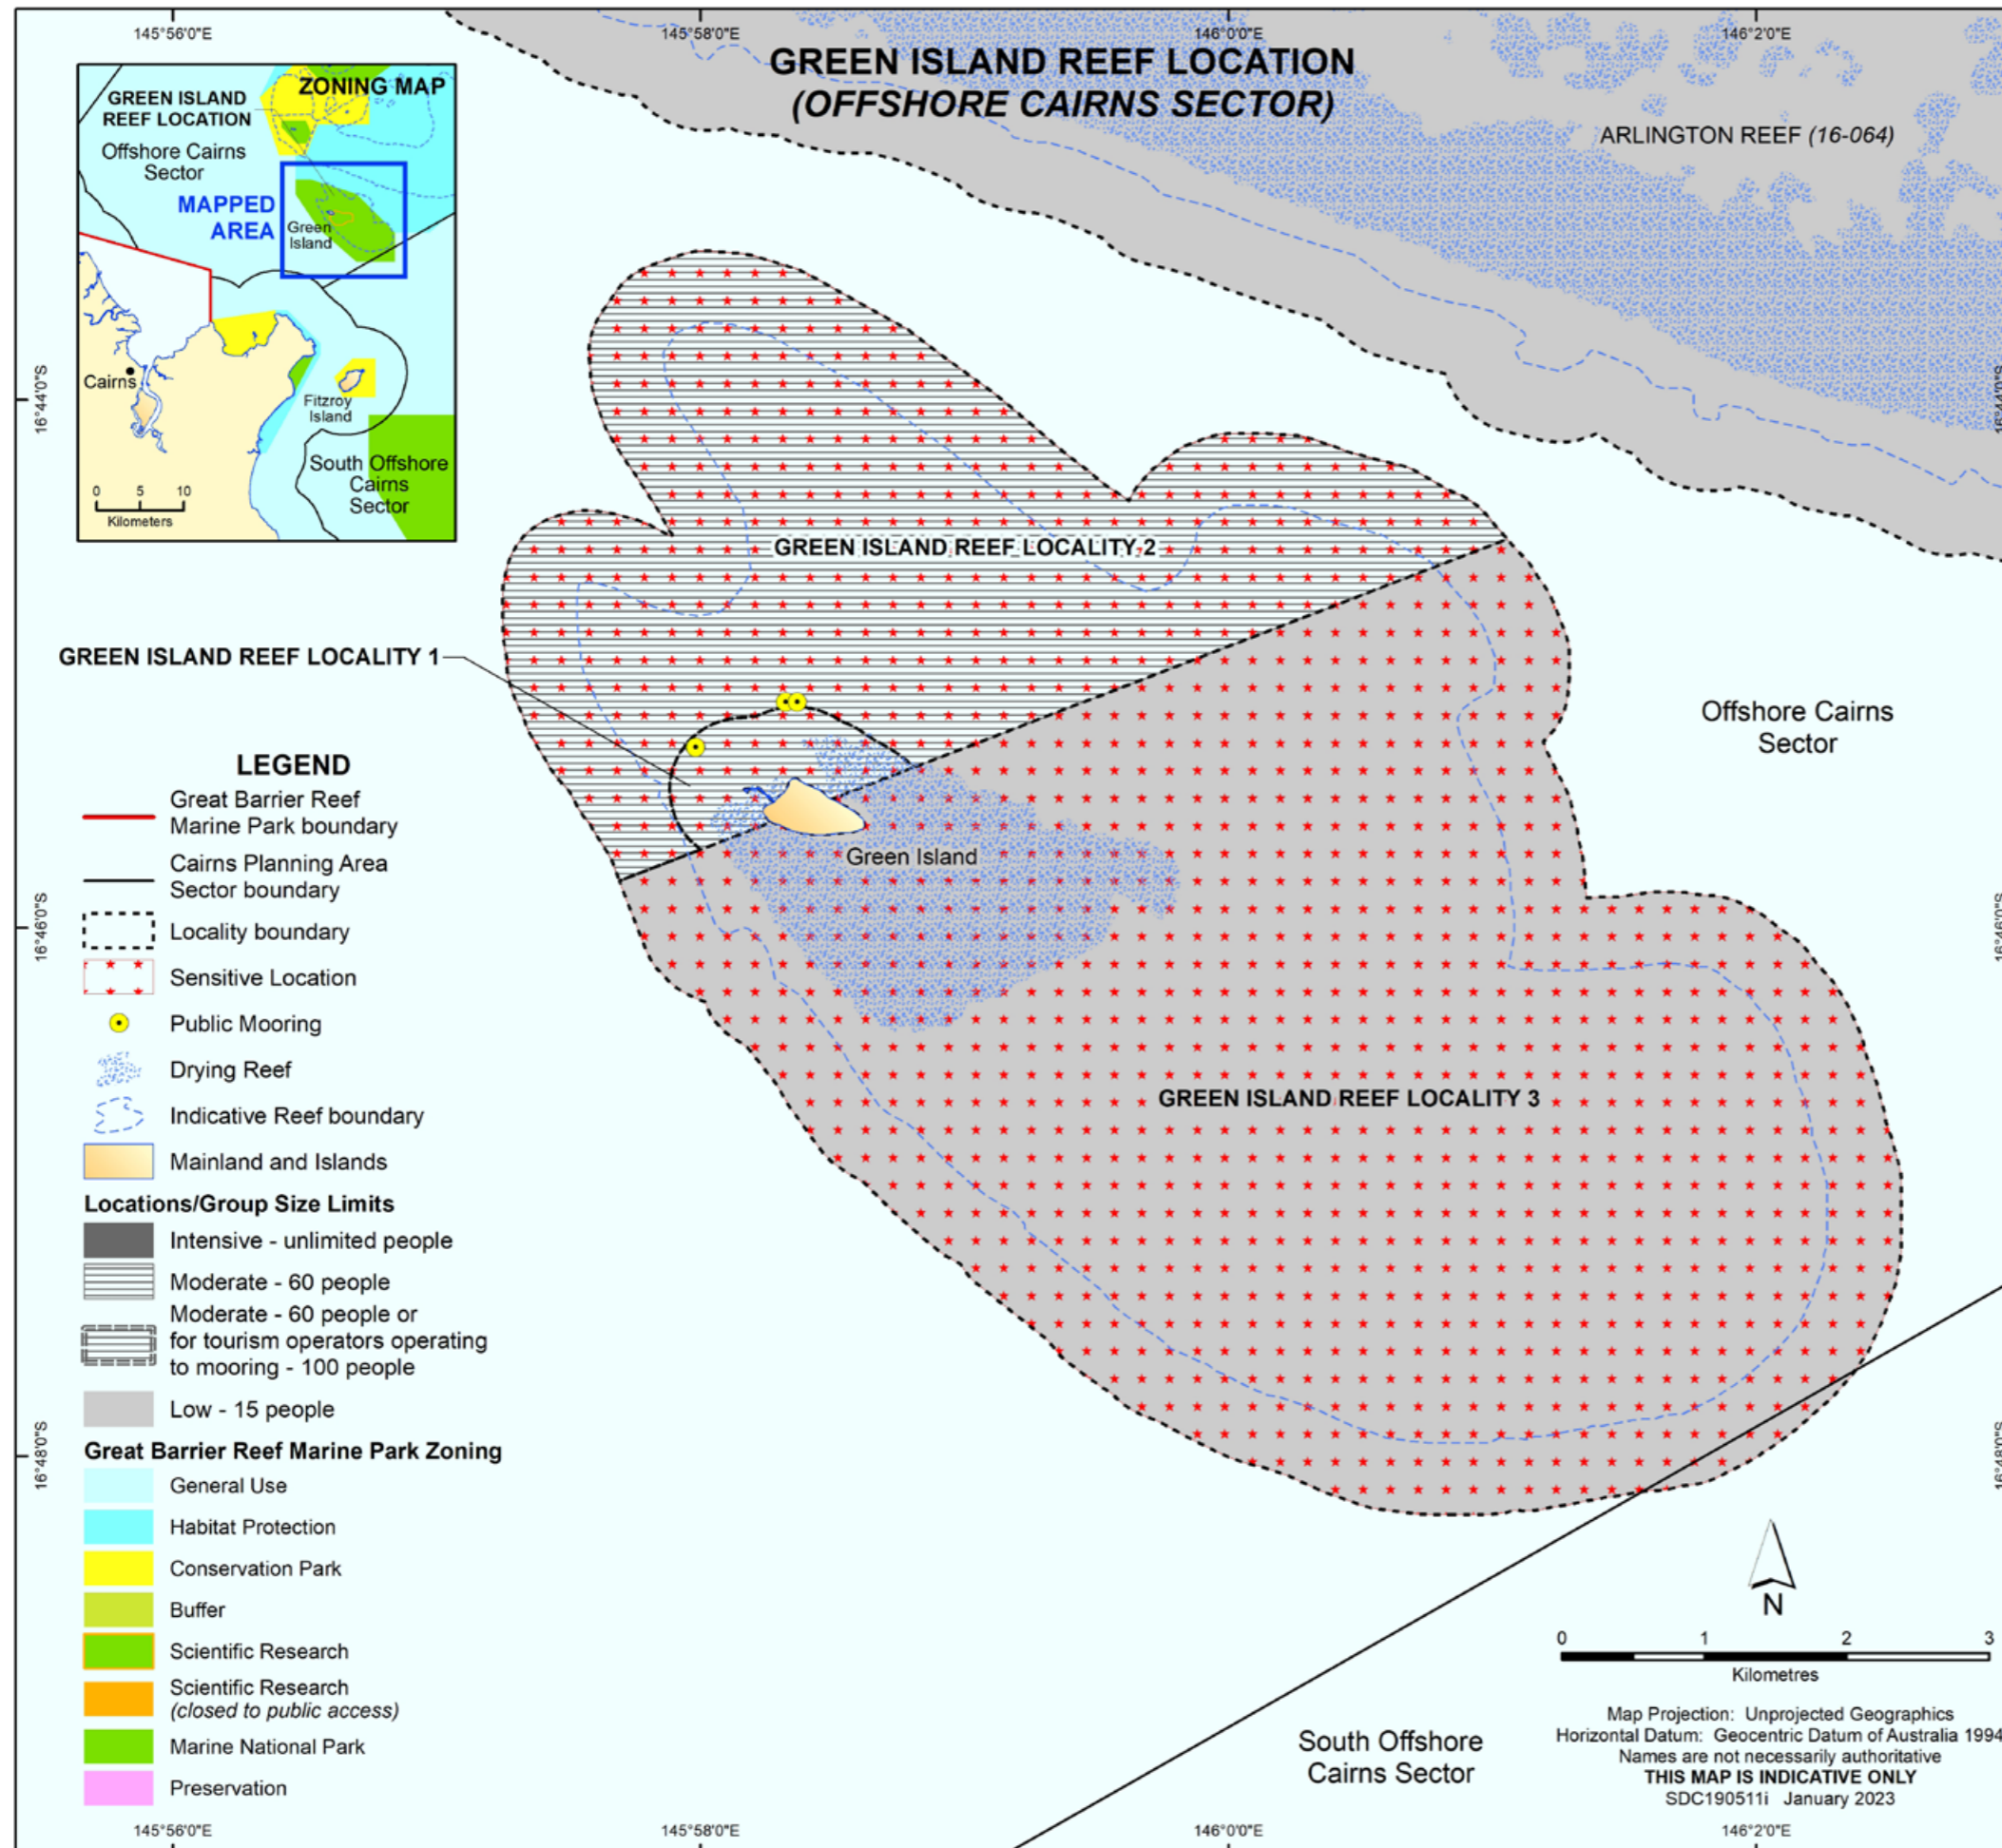 145°56'0"E
145°58'0"E
146°0'0"E
146°2'0"E
GREEN ISLAND REEF LOCATION
(OFFSHORE CAIRNS SECTOR)
ARLINGTON REEF (16-064)
ZONING MAP
GREEN ISLAND
REEF LOCATION
Offshore Cairns
Sector
MAPPED
AREA
Green
Island
Cairns
Fitzroy
Island
South Offshore
Cairns
Sector
0 5 10
Kilometers
16°44'0"S
16°44'0"S
GREEN ISLAND REEF LOCALITY 2
GREEN ISLAND REEF LOCALITY 1
Offshore Cairns
Sector
Green Island
16°46'0"S
16°46'0"S
GREEN ISLAND REEF LOCALITY 3
LEGEND
Great Barrier Reef
Marine Park boundary
Cairns Planning Area
Sector boundary
Locality boundary
Sensitive Location
Public Mooring
Drying Reef
Indicative Reef boundary
Mainland and Islands
Locations/Group Size Limits
Intensive - unlimited people
Moderate - 60 people
Moderate - 60 people or
for tourism operators operating
to mooring - 100 people
Low - 15 people
Great Barrier Reef Marine Park Zoning
General Use
Habitat Protection
Conservation Park
Buffer
Scientific Research
Scientific Research
(closed to public access)
Marine National Park
Preservation
16°48'0"S
16°48'0"S
South Offshore
Cairns Sector
N
0 1 2 3
Kilometres
Map Projection: Unprojected Geographics
Horizontal Datum: Geocentric Datum of Australia 1994
Names are not necessarily authoritative
THIS MAP IS INDICATIVE ONLY
SDC190511i January 2023
145°56'0"E
145°58'0"E
146°0'0"E
146°2'0"E